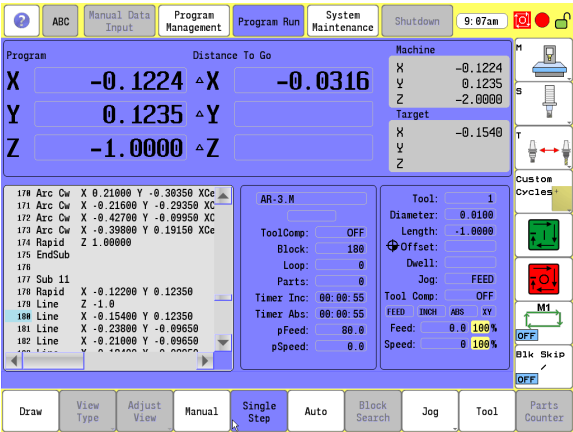 ?
ABC
Manual Data Input
Program Management
Program Run
System Maintenance
Shutdown
9:07am
Program
Distance To Go
X -0.1224 ΔX -0.0316
Y 0.1235 ΔY
Z -1.0000 ΔZ
Machine
X -0.1224
Y 0.1235
Z -2.0000
Target
X -0.1540
Y
Z
M
S
T
Custom
Cycles
170 Arc Cw X 0.21000 Y -0.30350 XCe
171 Arc Cw X -0.21600 Y -0.29350 XC
172 Arc Cw X -0.42700 Y -0.09950 XC
173 Arc Cw X -0.39800 Y 0.19150 XCe
174 Rapid Z 1.00000
175 EndSub
176
177 Sub 11
178 Rapid X -0.12200 Y 0.12350
179 Line Z -1.0
180 Line X -0.15400 Y 0.12350
181 Line X -0.23800 Y -0.09650
182 Line X -0.21000 Y -0.09650
AR-3.M
ToolComp: OFF
Block: 180
Loop: 0
Parts: 0
Timer Inc: 00:00:55
Timer Abs: 00:00:55
pFeed: 80.0
pSpeed: 0.0
Tool: 1
Diameter: 0.0100
Length: -1.0000
Offset:
Dwell:
Jog: FEED
Tool Comp: OFF
FEED INCH ABS XY
Feed: 0.0 100%
Speed: 0 100%
M1
OFF
Blk Skip
/
OFF
Draw
View Type
Adjust View
Manual
Single Step
Auto
Block Search
Jog
Tool
Parts Counter